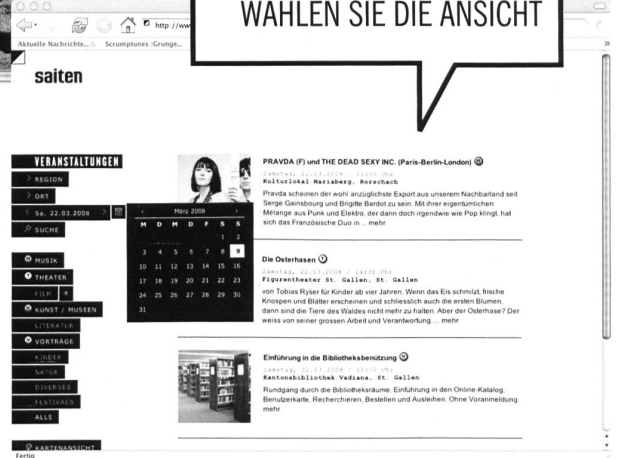 WÄHLEN SIE DIE ANSICHT
http://ww
Aktuelle Nachrichte... Scrumptunes :Grunge...
saiten
VERANSTALTUNGEN
> REGION
> ORT
< Sa, 22.03.2008 >
SUCHE
MUSIK
THEATER
FILM
KUNST / MUSEEN
LITERATUR
VORTRÄGE
KINDER
NATUR
DIVERSES
FESTIVALS
ALLE
KARTENANSICHT
März 2008
M D M D F S S
1 2
3 4 5 6 7 8 9
10 11 12 13 14 15 16
17 18 19 20 21 22 23
24 25 26 27 28 29 30
31
PRAVDA (F) und THE DEAD SEXY INC. (Paris-Berlin-London)
Samstag, 22.03.2008 / 21:30 Uhr
Kulturlokal Mariaberg, Rorschach
Pravda scheinen der wohl anzüglichste Export aus unserem Nachbarland seit
Serge Gainsbourg und Brigitte Bardot zu sein. Mit ihrer eigentümlichen
Mélange aus Punk und Elektro, der dann doch irgendwie wie Pop klingt, hat
sich das Französische Duo in ... mehr
Die Osterhasen
Samstag, 22.03.2008 / 14:30 Uhr
Figurentheater St. Gallen, St. Gallen
von Tobias Ryser für Kinder ab vier Jahren. Wenn das Eis schmilzt, frische
Knospen und Blätter erscheinen und schliesslich auch die ersten Blumen,
dann sind die Tiere des Waldes nicht mehr zu halten. Aber der Osterhase? Der
weiss von seiner grossen Arbeit und Verantwortung. ... mehr
Einführung in die Bibliotheksbenützung
Samstag, 22.03.2008 / 10:00 Uhr
Kantonsbibliothek Vadiana, St. Gallen
Rundgang durch die Bibliotheksräume. Einführung in den Online-Katalog,
Benutzerkarte, Recherchieren, Bestellen und Ausleihen. Ohne Voranmeldung.
mehr
Fertig